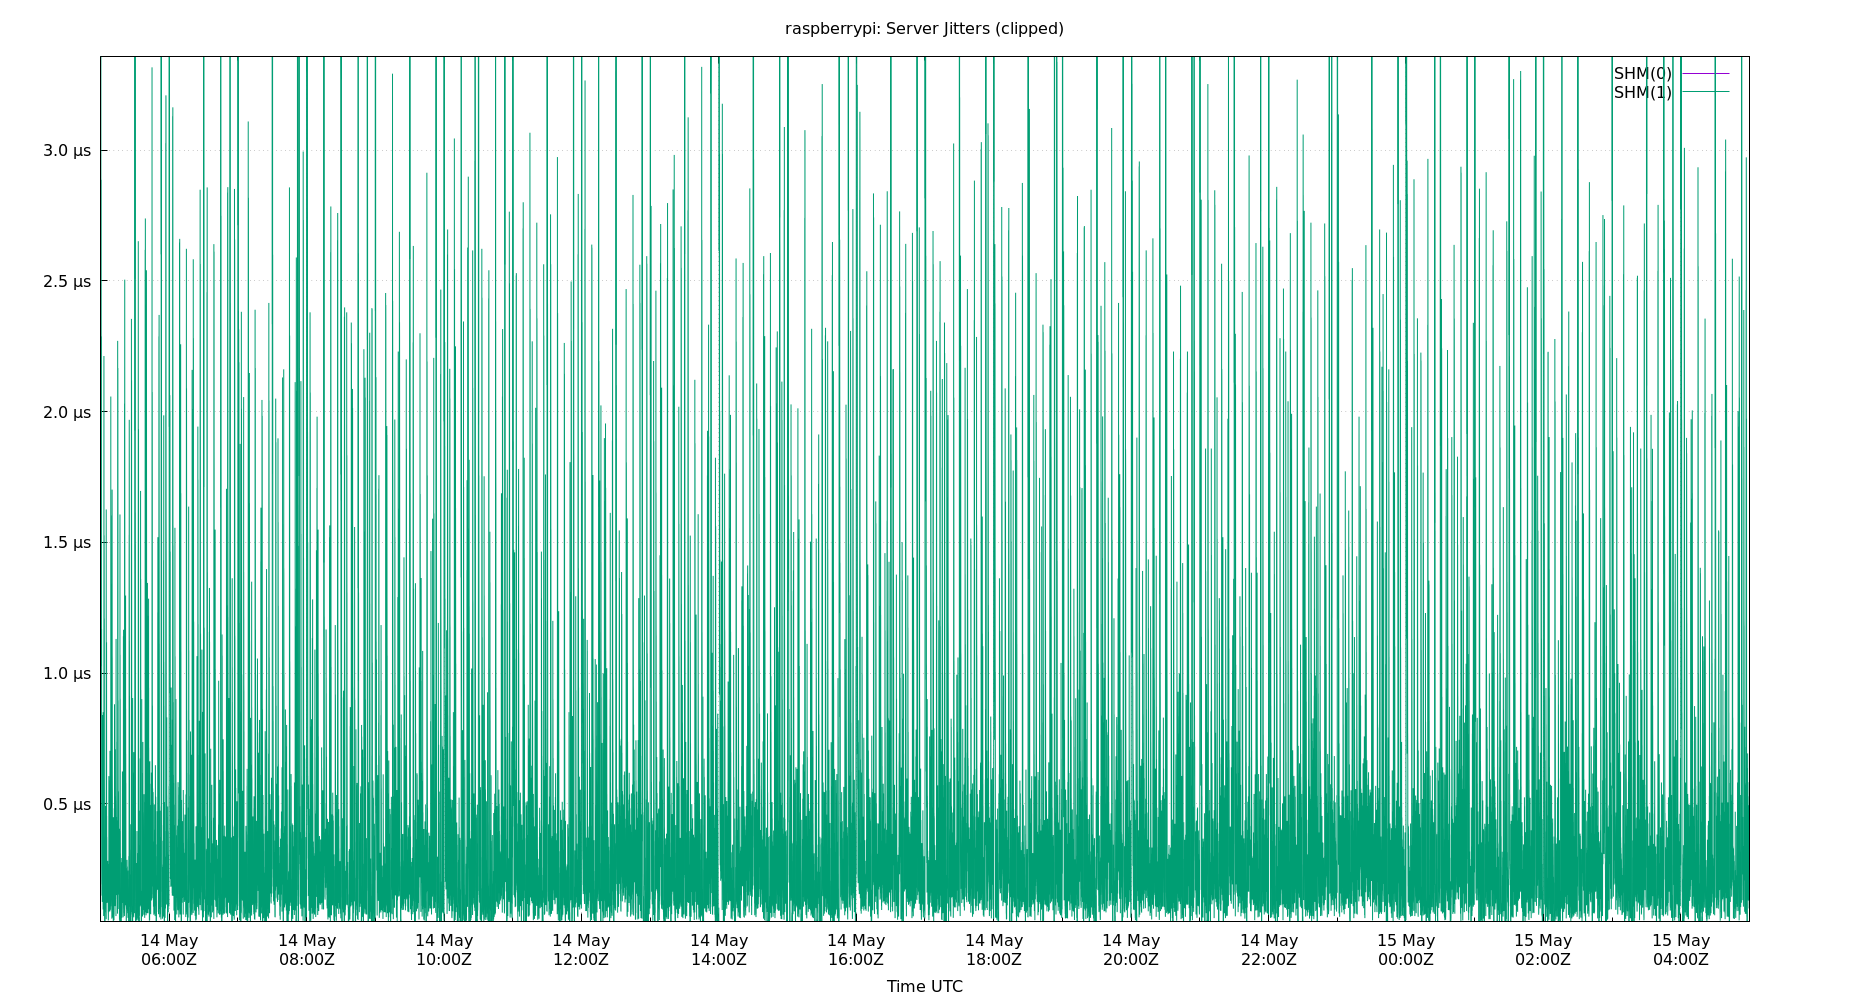 raspberrypi: Server Jitters (clipped)
SHM(0)
SHM(1)
3.0 µs
2.5 µs
2.0 µs
1.5 µs
1.0 µs
0.5 µs
14 May 14 May 14 May 14 May 14 May 14 May 14 May 14 May 14 May 15 May 15 May 15 May
06:00Z 08:00Z 10:00Z 12:00Z 14:00Z 16:00Z 18:00Z 20:00Z 22:00Z 00:00Z 02:00Z 04:00Z
Time UTC